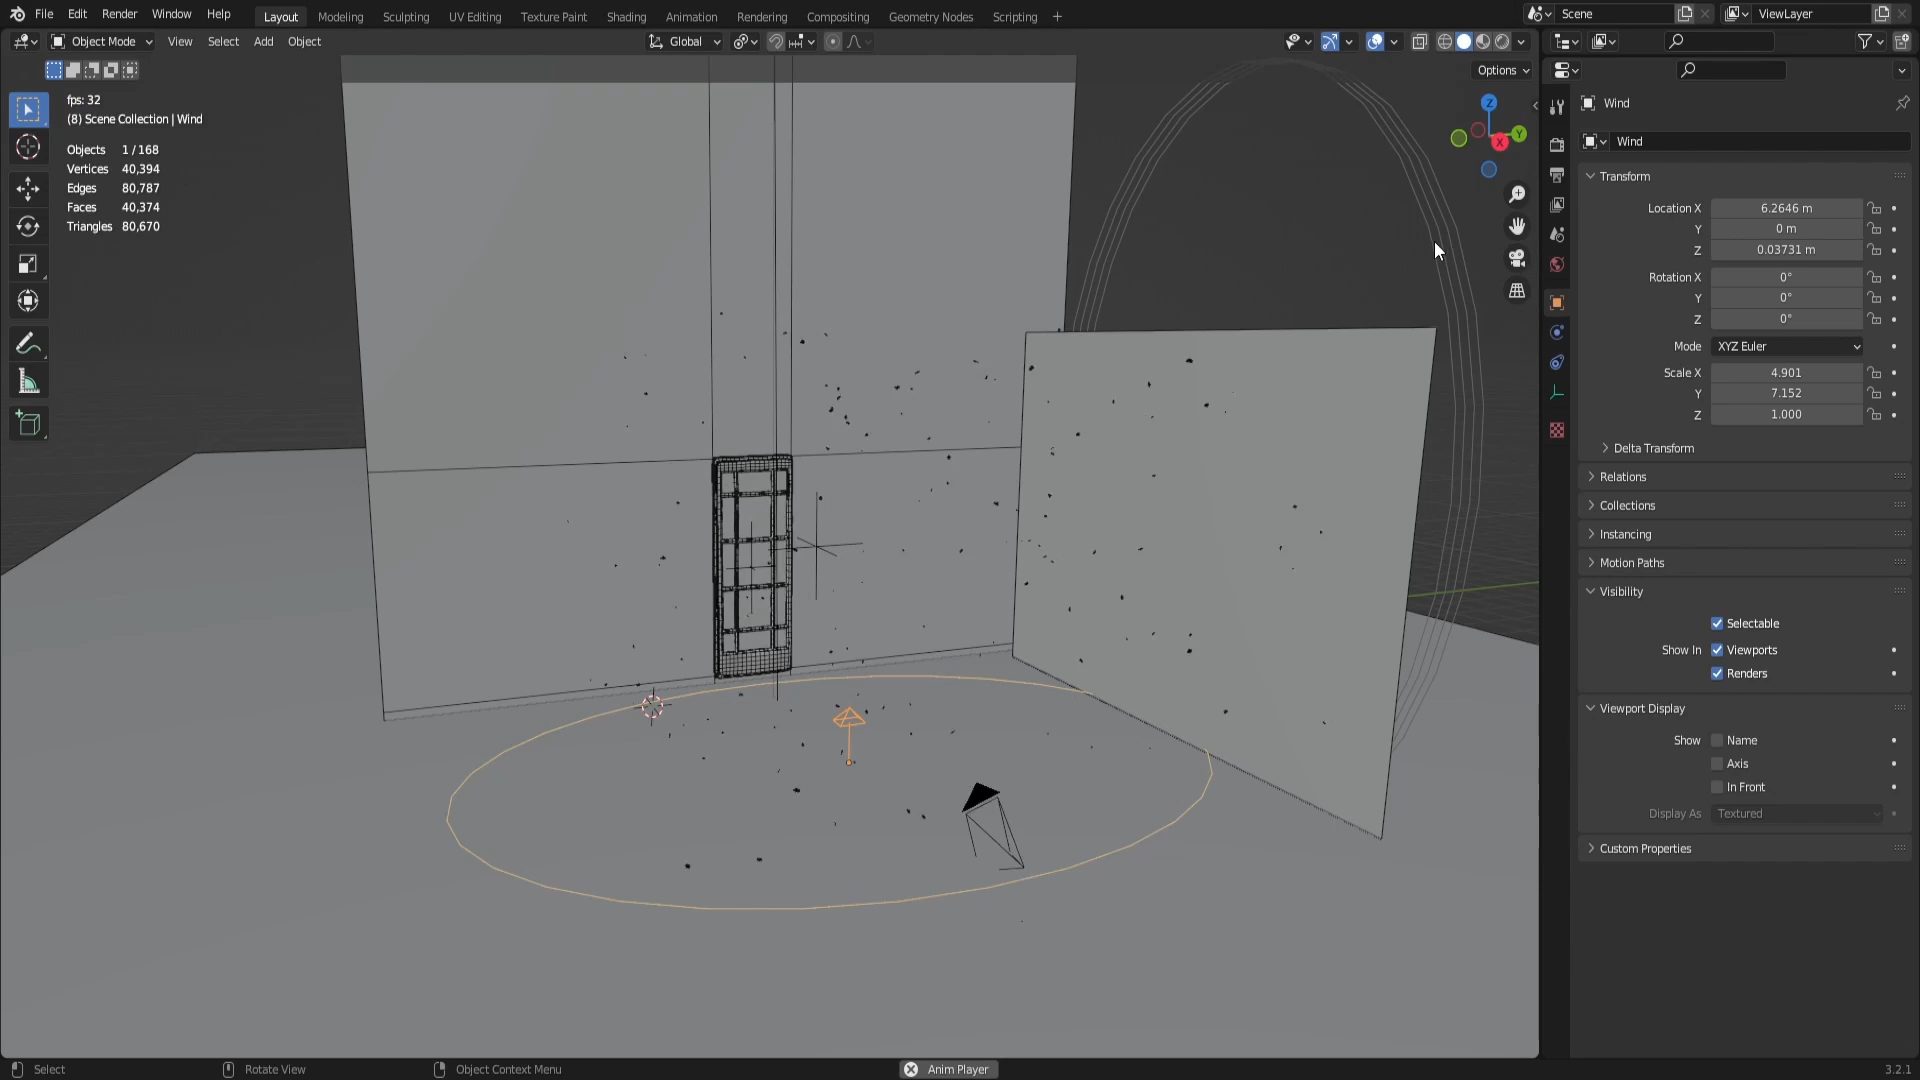 File Edit Render Window Help
Layout Modeling Sculpting UV Editing Texture Paint Shading Animation Rendering Compositing Geometry Nodes Scripting +
Scene
ViewLayer
Object Mode View Select Add Object
Global
Options
fps: 32
(8) Scene Collection | Wind
Objects 1 / 168
Vertices 40,394
Edges 80,787
Faces 40,374
Triangles 80,670
Z
Y
X
Wind
Wind
Transform
Location X 6.2646 m
Y 0 m
Z 0.03731 m
Rotation X 0°
Y 0°
Z 0°
Mode XYZ Euler
Scale X 4.901
Y 7.152
Z 1.000
Delta Transform
Relations
Collections
Instancing
Motion Paths
Visibility
Selectable
Show In Viewports
Renders
Viewport Display
Show Name
Axis
In Front
Display As Textured
Custom Properties
Select
Rotate View
Object Context Menu
Anim Player
3.2.1